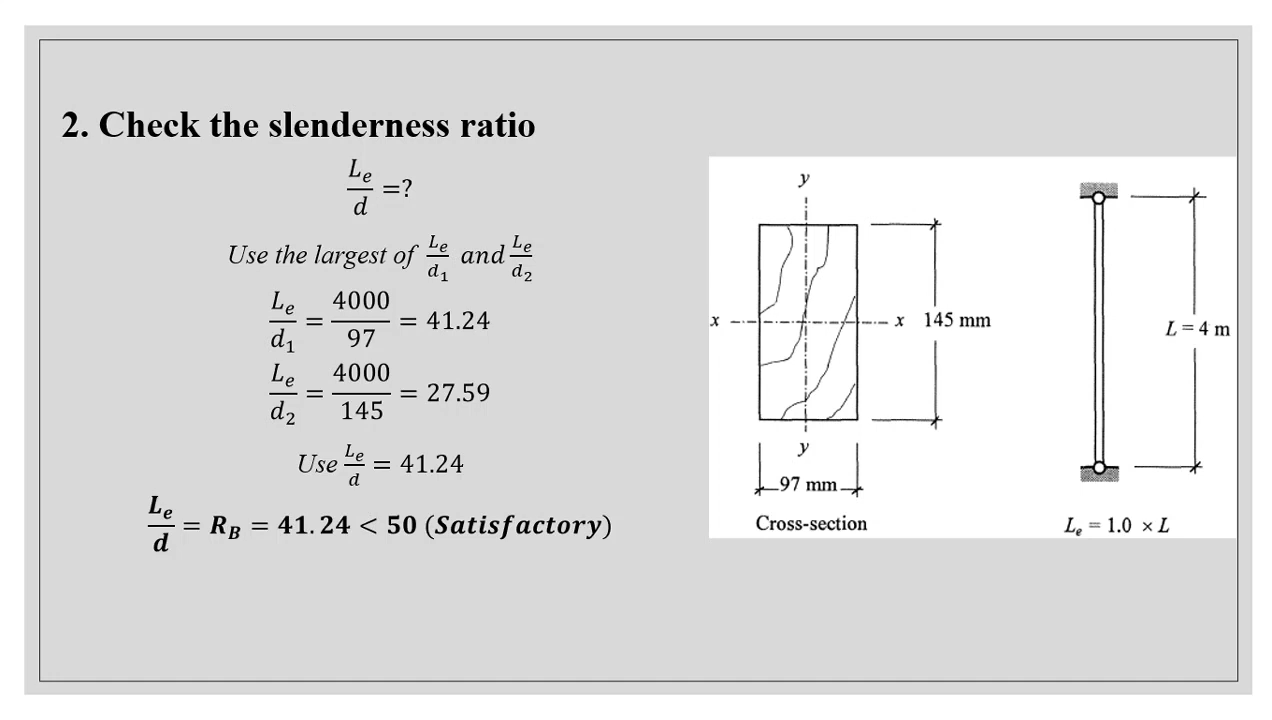 2. Check the slenderness ratio
Le/d =?
Use the largest of Le/d1 and Le/d2
Le/d1 = 4000/97 = 41.24
Le/d2 = 4000/145 = 27.59
Use Le/d = 41.24
Le/d = RB = 41.24 < 50 (Satisfactory)
y
x x 145 mm
y
97 mm
Cross-section
L = 4 m
Le = 1.0 × L